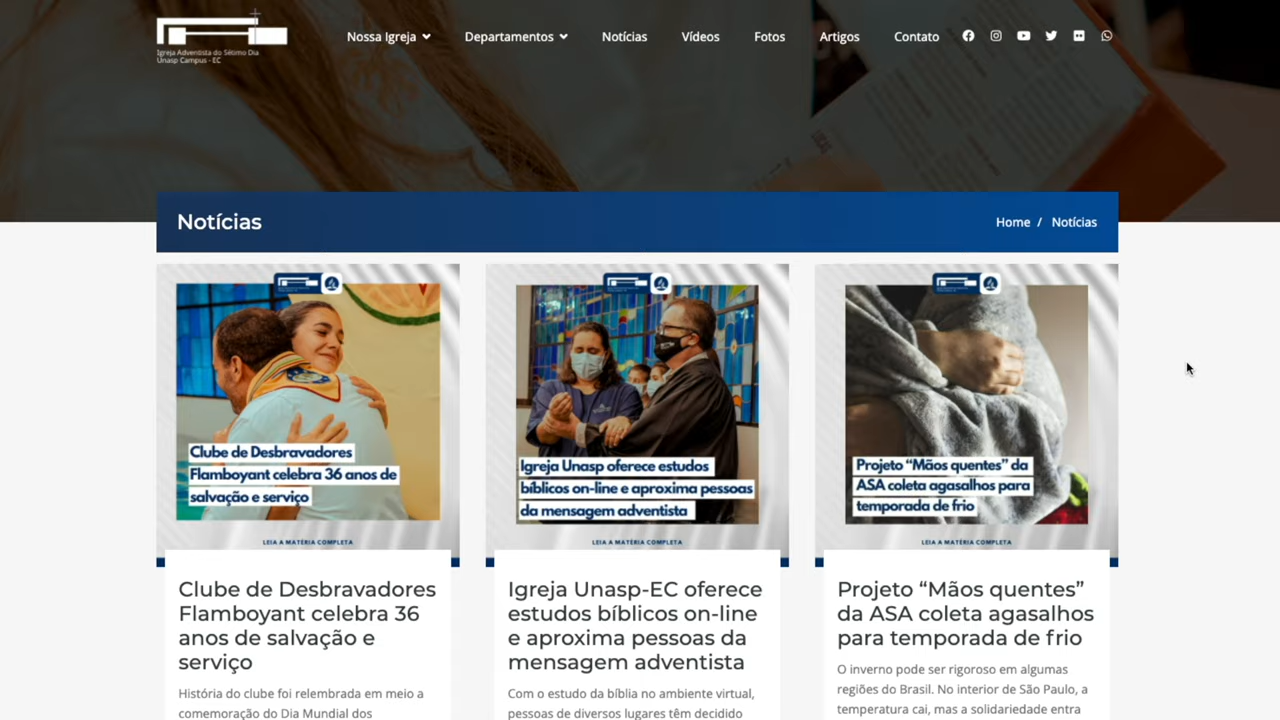 Igreja Adventista do Sétimo Dia
Unasp Campus - EC
Nossa Igreja
Departamentos
Notícias
Vídeos
Fotos
Artigos
Contato
Notícias
Home / Notícias
Clube de Desbravadores
Flamboyant celebra 36 anos de
salvação e serviço
LEIA A MATÉRIA COMPLETA
Igreja Unasp oferece estudos
bíblicos on-line e aproxima pessoas
da mensagem adventista
LEIA A MATÉRIA COMPLETA
Projeto “Mãos quentes” da
ASA coleta agasalhos para
temporada de frio
LEIA A MATÉRIA COMPLETA
Clube de Desbravadores
Flamboyant celebra 36
anos de salvação e
serviço
História do clube foi relembrada em meio a
comemoração do Dia Mundial dos
Igreja Unasp-EC oferece
estudos bíblicos on-line
e aproxima pessoas da
mensagem adventista
Com o estudo da bíblia no ambiente virtual,
pessoas de diversos lugares têm decidido
Projeto “Mãos quentes”
da ASA coleta agasalhos
para temporada de frio
O inverno pode ser rigoroso em algumas
regiões do Brasil. No interior de São Paulo, a
temperatura cai, mas a solidariedade entra